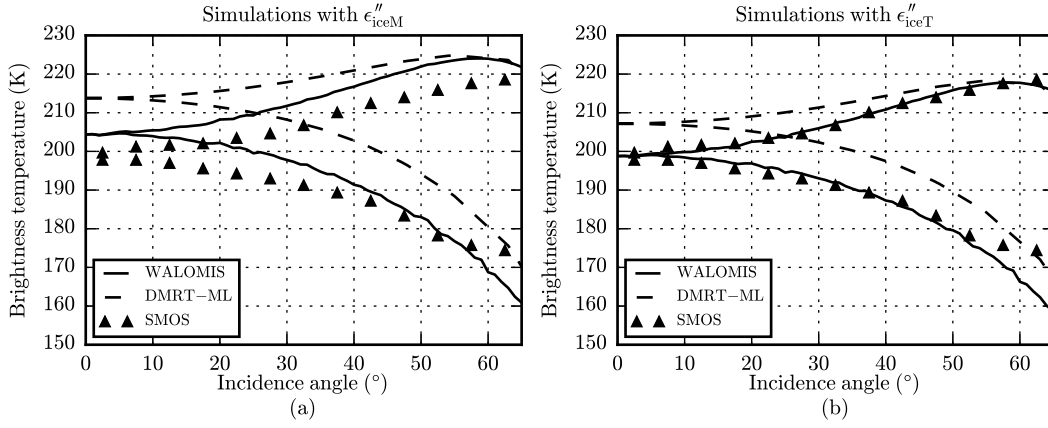 Simulations with ϵ″iceM
Brightness temperature (K)
230
220
210
200
190
180
170
160
150
WALOMIS
DMRT−ML
SMOS
0 10 20 30 40 50 60
Incidence angle (°)
(a)
Simulations with ϵ″iceT
Brightness temperature (K)
230
220
210
200
190
180
170
160
150
WALOMIS
DMRT−ML
SMOS
0 10 20 30 40 50 60
Incidence angle (°)
(b)